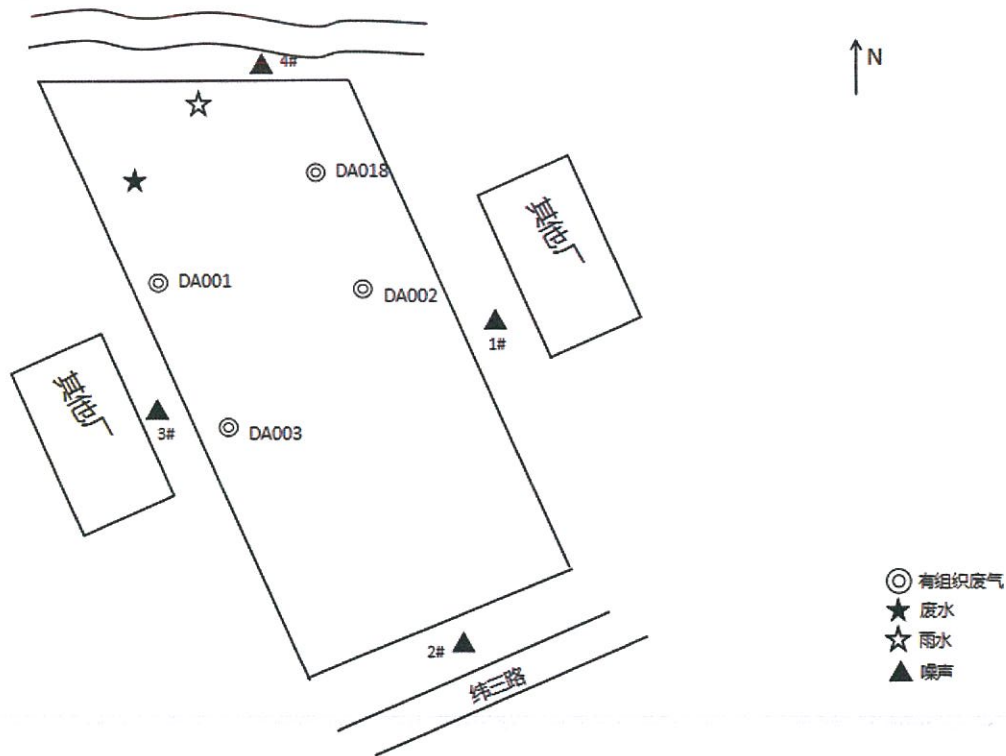 4#
N
DA018
其他厂
DA001
DA002
1#
其他厂
3#
DA003
有组织废气
废水
2#
雨水
噪声
纬三路